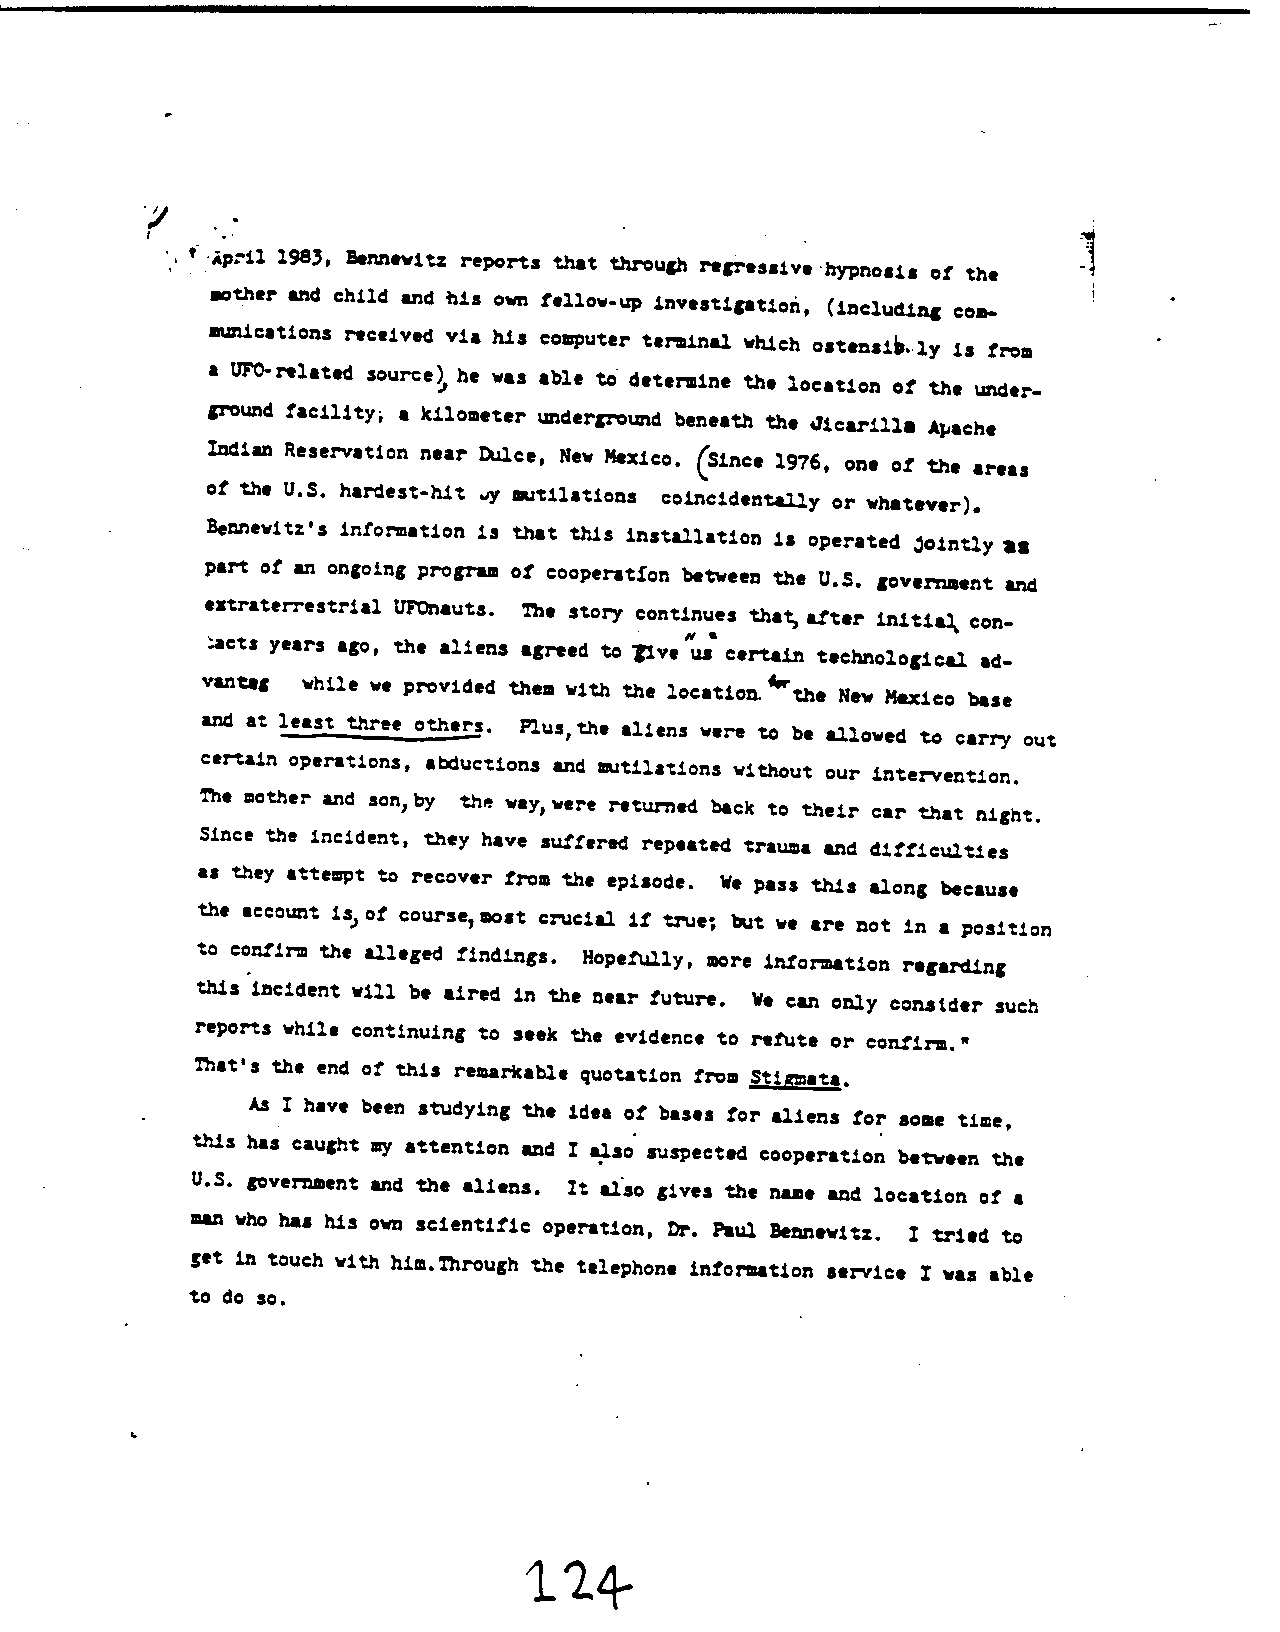 April 1983, Bennewitz reports that through regressive hypnosis of the
mother and child and his own fellow-up investigation, (including com-
munications received via his computer terminal which ostensibly is from
a UFO-related source), he was able to determine the location of the under-
ground facility; a kilometer underground beneath the Jicarilla Apache
Indian Reservation near Dulce, New Mexico. (Since 1976, one of the areas
of the U.S. hardest-hit by mutilations coincidentally or whatever).
Bennewitz's information is that this installation is operated jointly as
part of an ongoing program of cooperation between the U.S. government and
extraterrestrial UFOnauts. The story continues that, after initial con-
tacts years ago, the aliens agreed to give "us" certain technological ad-
vanteg while we provided them with the location. for the New Mexico base
and at least three others. Plus, the aliens were to be allowed to carry out
certain operations, abductions and mutilations without our intervention.
The mother and son, by the way, were returned back to their car that night.
Since the incident, they have suffered repeated trauma and difficulties
as they attempt to recover from the episode. We pass this along because
the account is, of course, most crucial if true; but we are not in a position
to confirm the alleged findings. Hopefully, more information regarding
this incident will be aired in the near future. We can only consider such
reports while continuing to seek the evidence to refute or confirm."
That's the end of this remarkable quotation from Stigmata.
As I have been studying the idea of bases for aliens for some time,
this has caught my attention and I also suspected cooperation between the
U.S. government and the aliens. It also gives the name and location of a
man who has his own scientific operation, Dr. Paul Bennewitz. I tried to
get in touch with him.Through the telephone information service I was able
to do so.
124